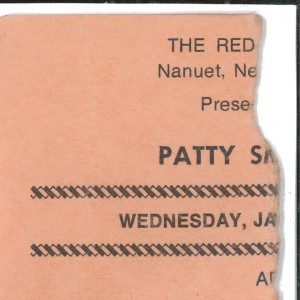 THE RED
Nanuet, Ne
Prese
PATTY S
WEDNESDAY, JA
A